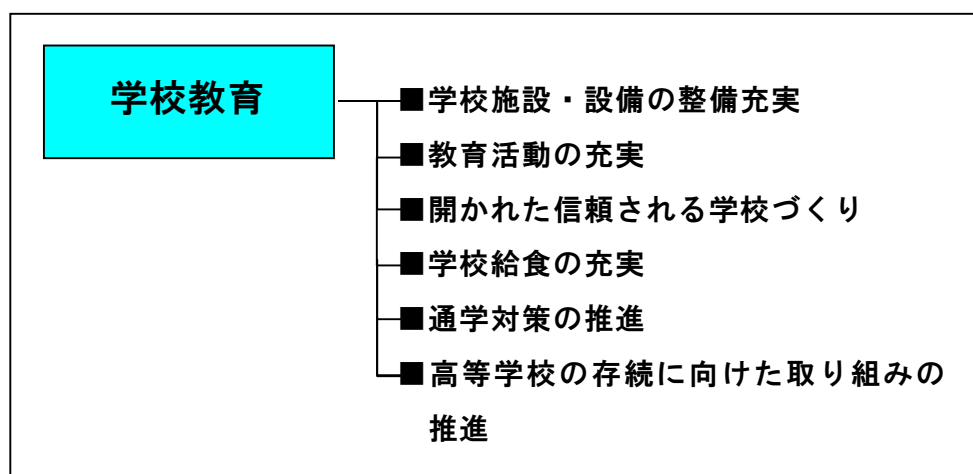 学校教育
■学校施設・設備の整備充実
■教育活動の充実
■開かれた信頼される学校づくり
■学校給食の充実
■通学対策の推進
■高等学校の存続に向けた取り組みの
推進